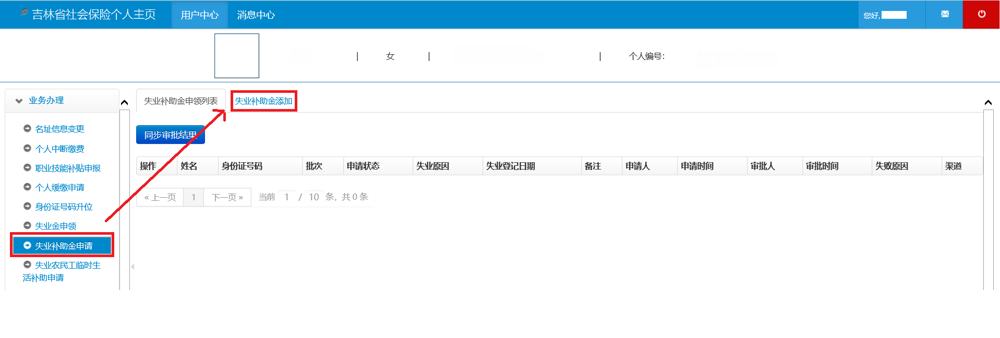 吉林省社会保险个人主页 用户中心 消息中心 您好,
| 女 | | 个人编号:
业务办理
名址信息变更
个人中断缴费
职业技能补贴申报
个人缓缴申请
身份证号码升位
失业金申领
失业补助金申请
失业农民工临时生
活补助申请
失业补助金申领列表 失业补助金添加
同步审批结果
操作 姓名 身份证号码 批次 申请状态 失业原因 失业登记日期 备注 申请人 申请时间 审批人 审批时间 失败原因 渠道
« 上一页 1 下一页 » 当前 1 / 10 条，共 0 条